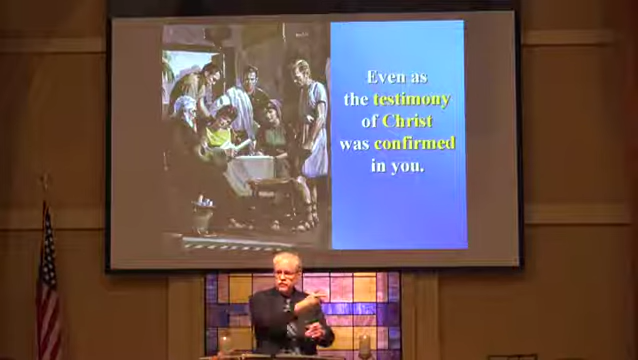 Even as
the testimony
of Christ
was confirmed
in you.